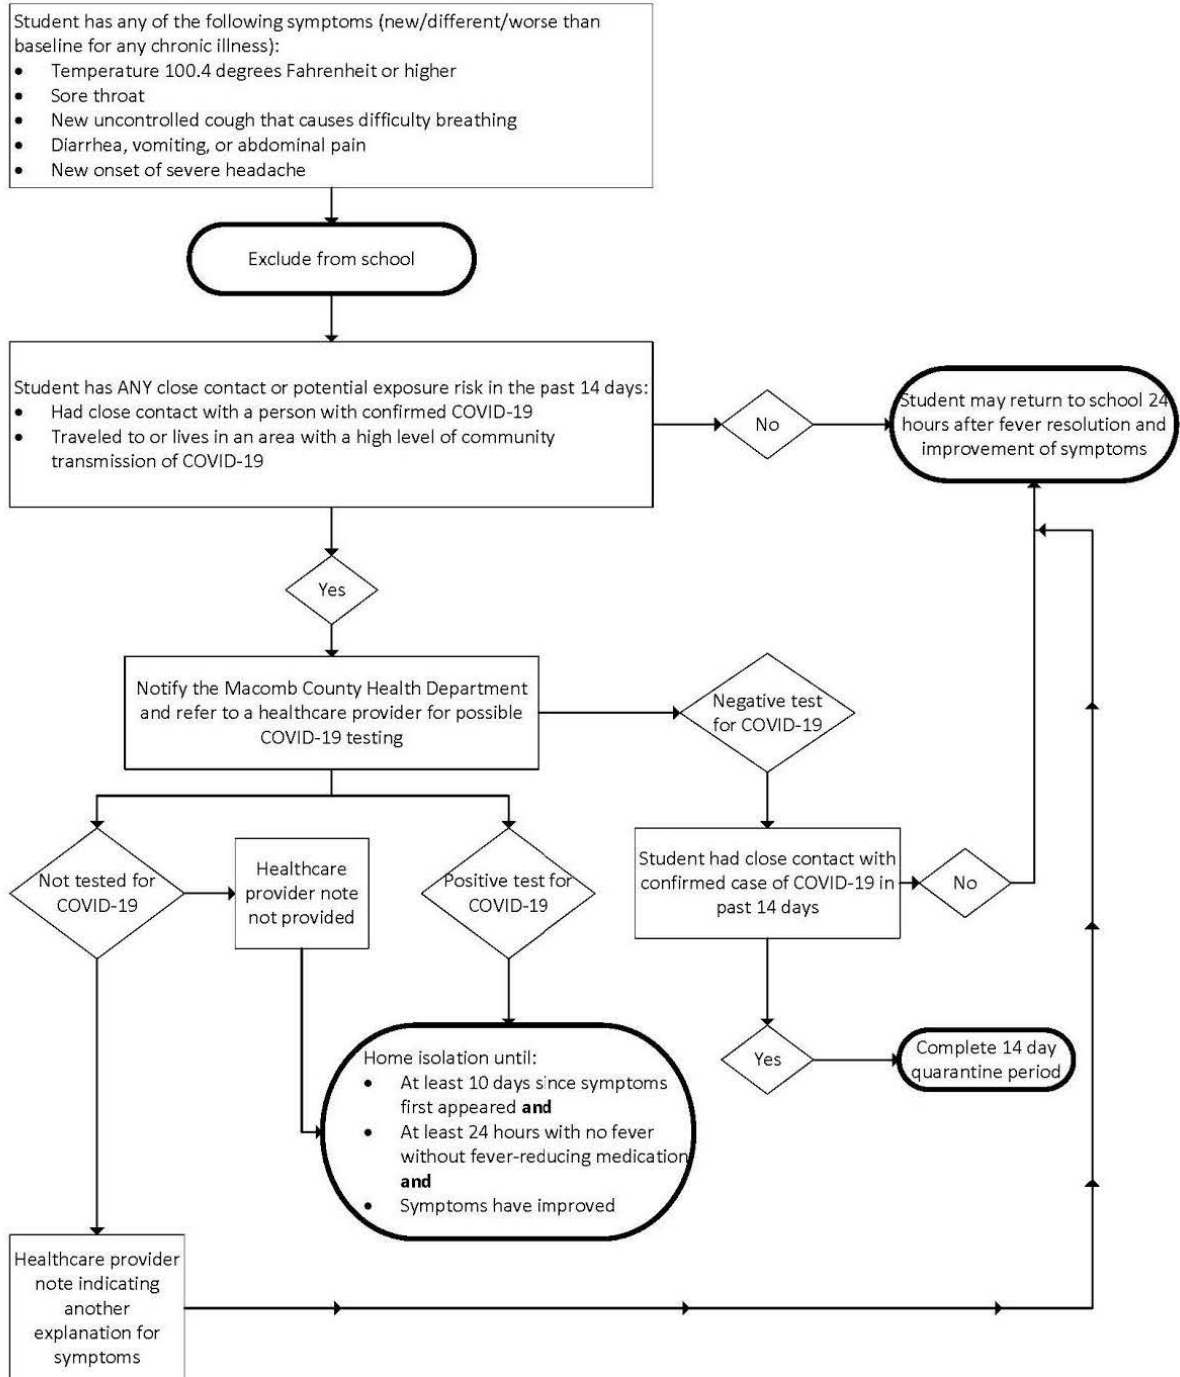 Student has any of the following symptoms (new/different/worse than
baseline for any chronic illness):
• Temperature 100.4 degrees Fahrenheit or higher
• Sore throat
• New uncontrolled cough that causes difficulty breathing
• Diarrhea, vomiting, or abdominal pain
• New onset of severe headache
Exclude from school
Student has ANY close contact or potential exposure risk in the past 14 days:
• Had close contact with a person with confirmed COVID-19
• Traveled to or lives in an area with a high level of community
transmission of COVID-19
No
Student may return to school 24
hours after fever resolution and
improvement of symptoms
Yes
Notify the Macomb County Health Department
and refer to a healthcare provider for possible
COVID-19 testing
Negative test
for COVID-19
Not tested for
COVID-19
Healthcare
provider note
not provided
Positive test for
COVID-19
Student had close contact with
confirmed case of COVID-19 in
past 14 days
No
Home isolation until:
• At least 10 days since symptoms
first appeared and
• At least 24 hours with no fever
without fever-reducing medication
and
• Symptoms have improved
Yes
Complete 14 day
quarantine period
Healthcare provider
note indicating
another
explanation for
symptoms